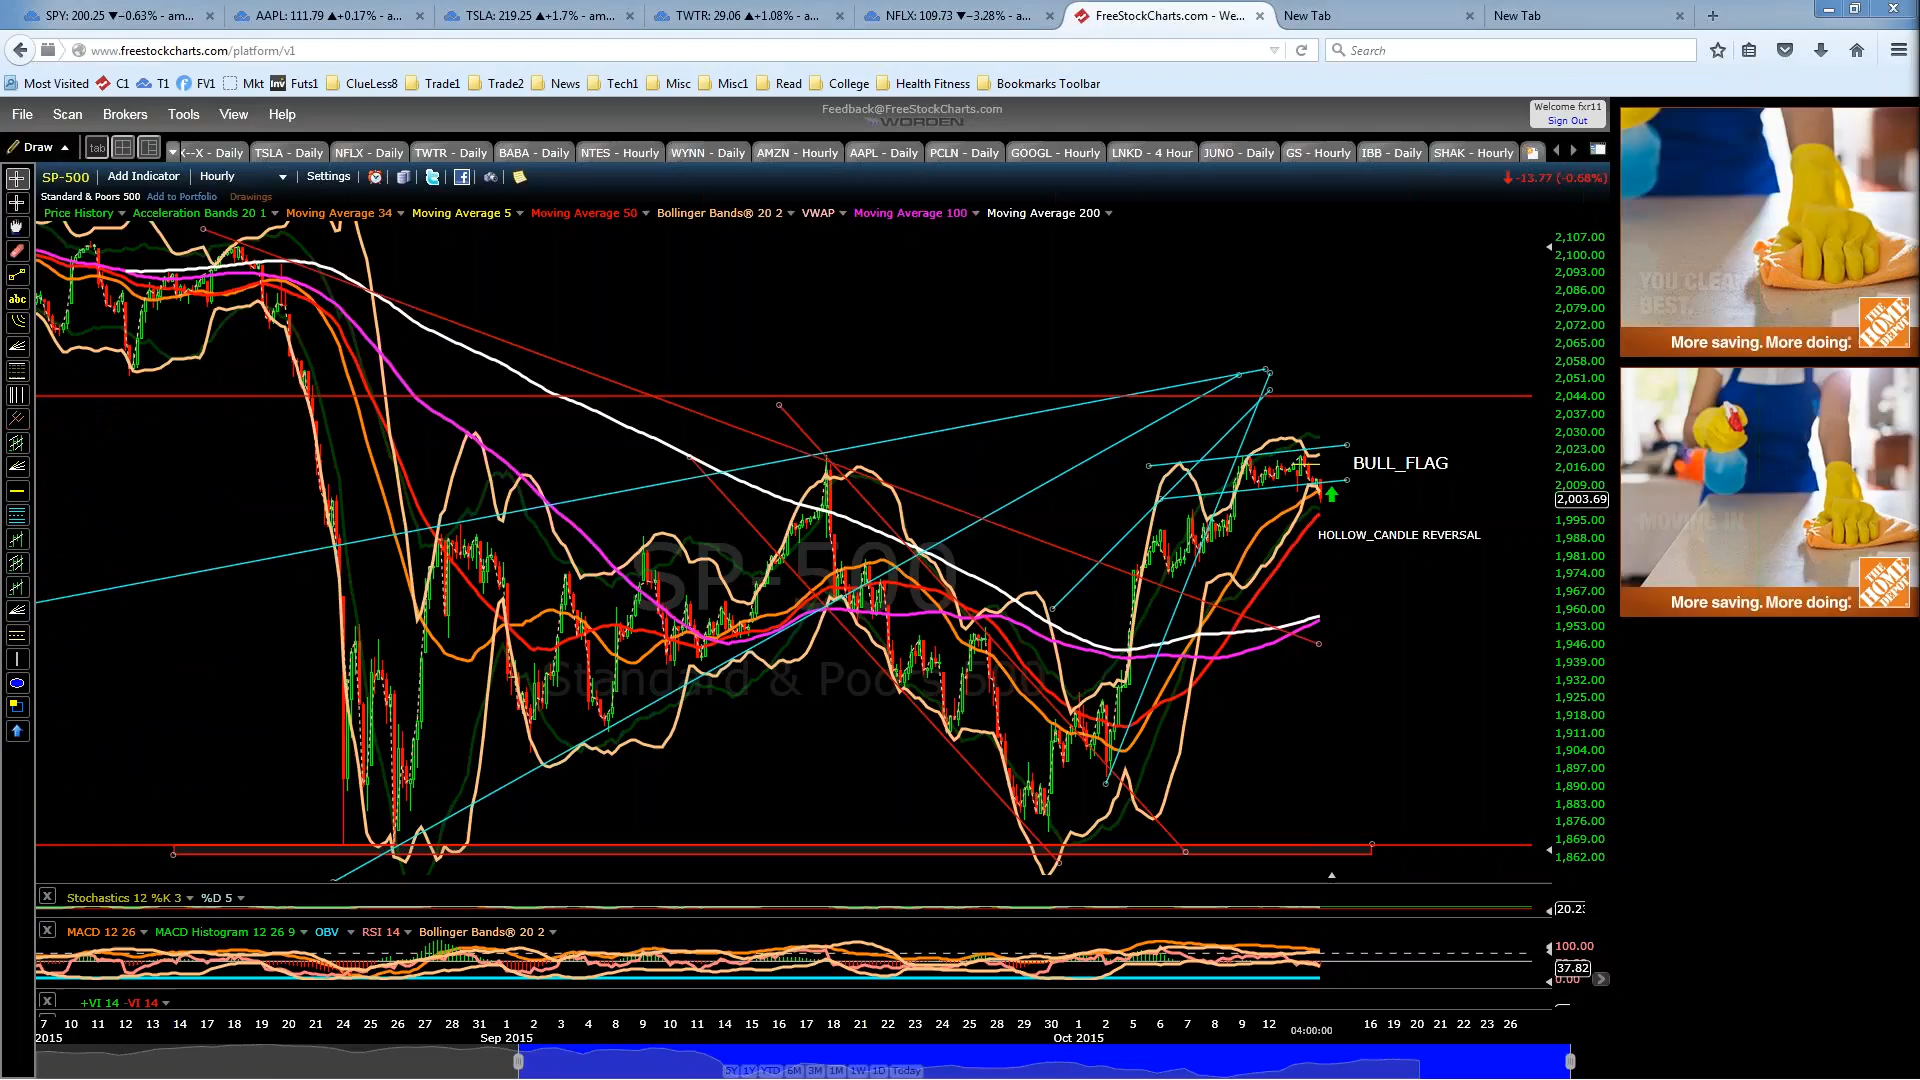 SPY: 200.25 ▼−0.63% - am...
AAPL: 111.79 ▲+0.17% - a...
TSLA: 219.25 ▲+1.7% - am...
TWTR: 29.06 ▲+1.08% - a...
NFLX: 109.73 ▼−3.28% - a...
FreeStockCharts.com - We...
New Tab
New Tab
www.freestockcharts.com/platform/v1
Search
Most Visited C1 T1 FV1 Mkt Futs1 ClueLess8 Trade1 Trade2 News Tech1 Misc Misc1 Read College Health Fitness Bookmarks Toolbar
Feedback@FreeStockCharts.com
WORDEN
File Scan Brokers Tools View Help
Welcome fxr11
Sign Out
Draw
tab
X--X - Daily TSLA - Daily NFLX - Daily TWTR - Daily BABA - Daily NTES - Hourly WYNN - Daily AMZN - Hourly AAPL - Daily PCLN - Daily GOOGL - Hourly LNKD - 4 Hour JUNO - Daily GS - Hourly IBB - Daily SHAK - Hourly
SP-500 Add Indicator Hourly Settings
-13.77 (-0.68%)
Standard & Poors 500 Add to Portfolio Drawings
Price History Acceleration Bands 20 1 Moving Average 34 Moving Average 5 Moving Average 50 Bollinger Bands® 20 2 VWAP Moving Average 100 Moving Average 200
abc
2,107.00
2,100.00
2,093.00
2,086.00
2,079.00
2,072.00
2,065.00
2,058.00
2,051.00
2,044.00
2,037.00
2,030.00
2,023.00
2,016.00
2,009.00
2,003.69
1,995.00
1,988.00
1,981.00
1,974.00
1,967.00
1,960.00
1,953.00
1,946.00
1,939.00
1,932.00
1,925.00
1,918.00
1,911.00
1,904.00
1,897.00
1,890.00
1,883.00
1,876.00
1,869.00
1,862.00
BULL_FLAG
HOLLOW_CANDLE REVERSAL
SP-500
Standard & Poors 500
Stochastics 12 %K 3 %D 5
20.23
MACD 12 26 MACD Histogram 12 26 9 OBV RSI 14 Bollinger Bands® 20 2
100.00
37.82
0.00
+VI 14 -VI 14
7 10 11 12 13 14 17 18 19 20 21 24 25 26 27 28 31 1 2 3 4 8 9 10 11 14 15 16 17 18 21 22 23 24 25 28 29 30 1 2 5 6 7 8 9 12 04:00:00 16 19 20 21 22 23 26
2015 Sep 2015 Oct 2015
5Y 1Y YTD 6M 3M 1M 1W 1D Today
BEST.
THE HOME DEPOT
More saving. More doing.
THE HOME DEPOT
More saving. More doing.